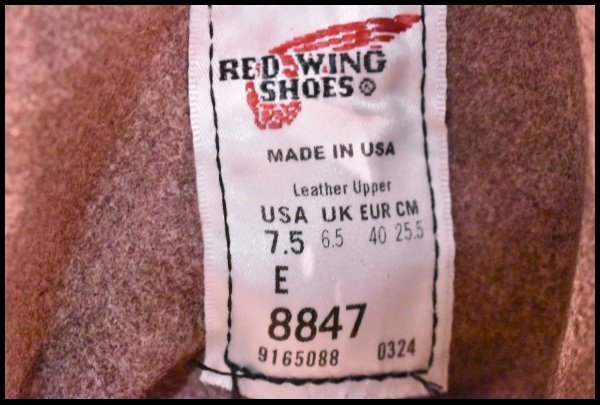 RED WING
SHOES
MADE IN USA
Leather Upper
USA UK EUR CM
7.5 6.5 40 25.5
E
8847
9165088 0324